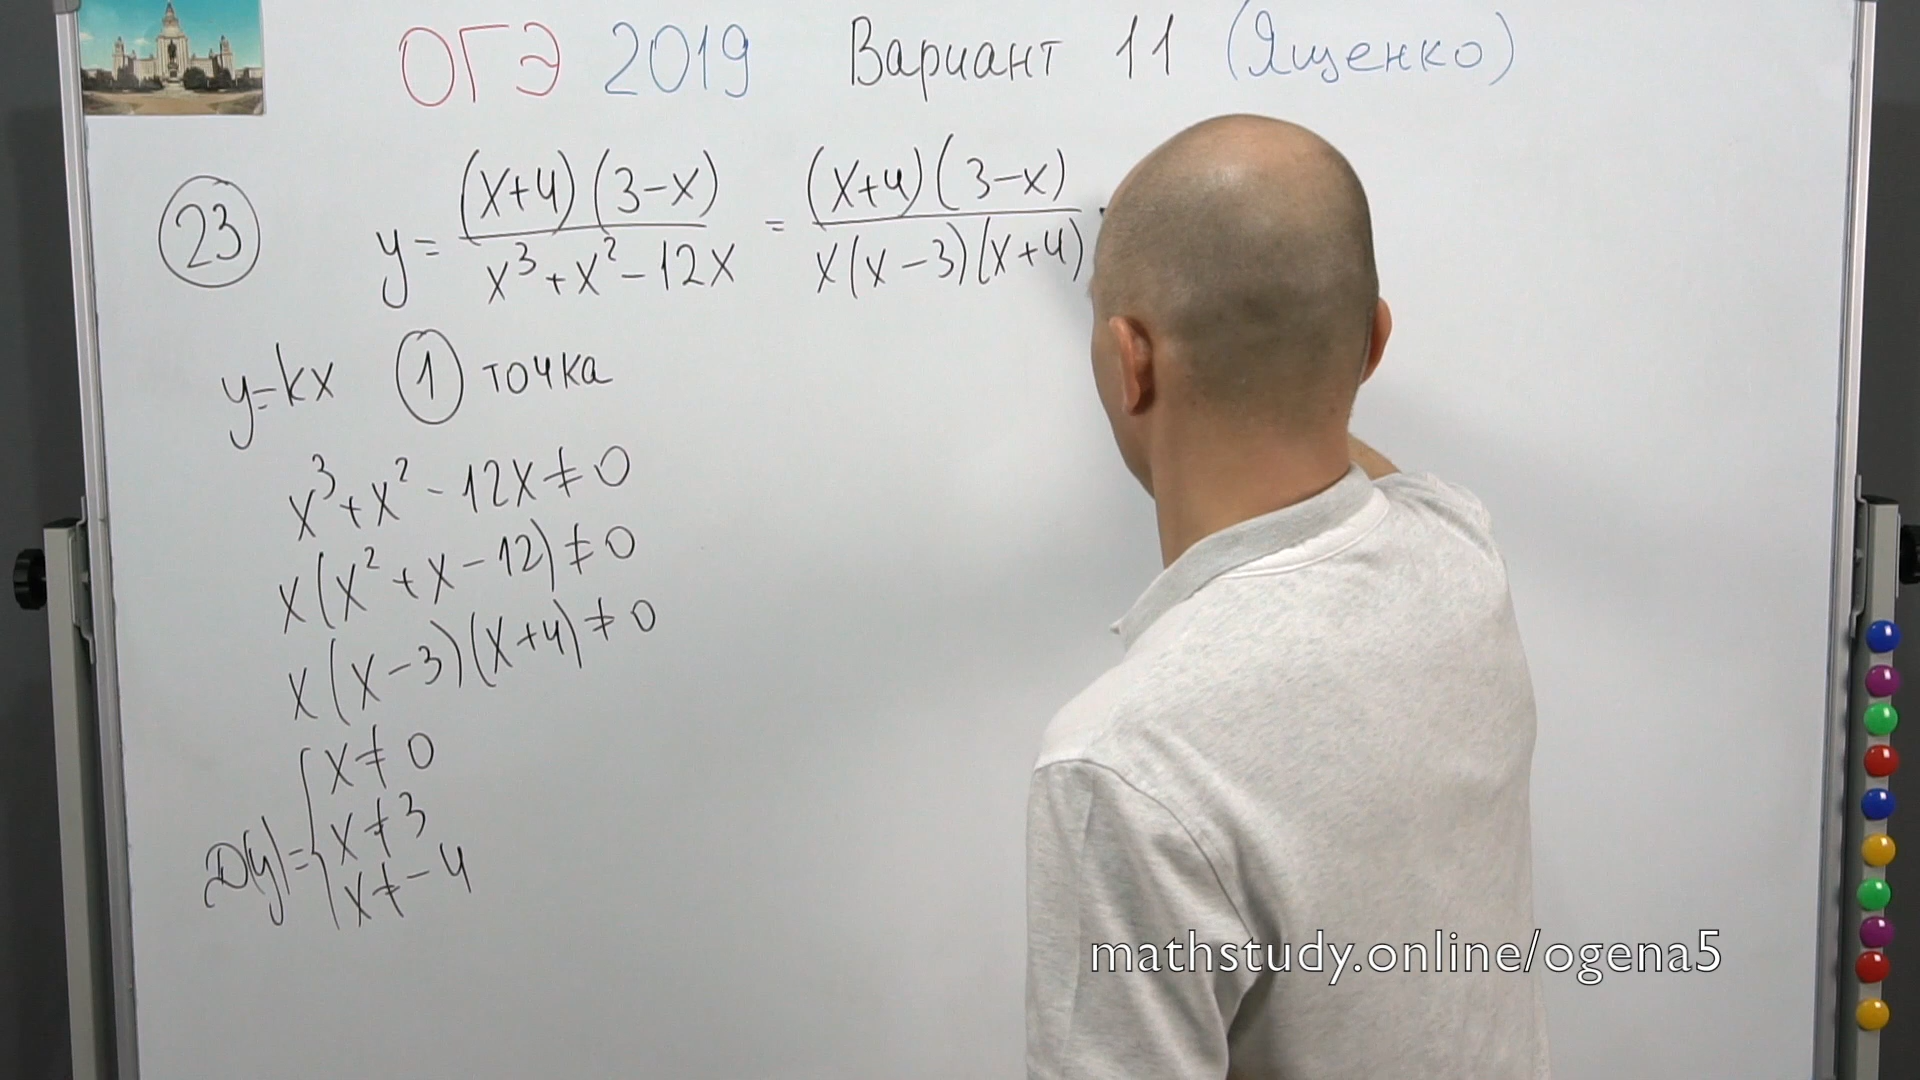 ОГЭ 2019 Вариант 11 (Ященко)
23 y = (x+4)(3-x) / x³+x²-12x = (x+4)(3-x) / x(x-3)(x+4)
y=kx 1 точка
x³+x²-12x≠0
x(x²+x-12)≠0
x(x-3)(x+4)≠0
D(y)= { x≠0
x≠3
x≠-4
mathstudy.online/ogena5